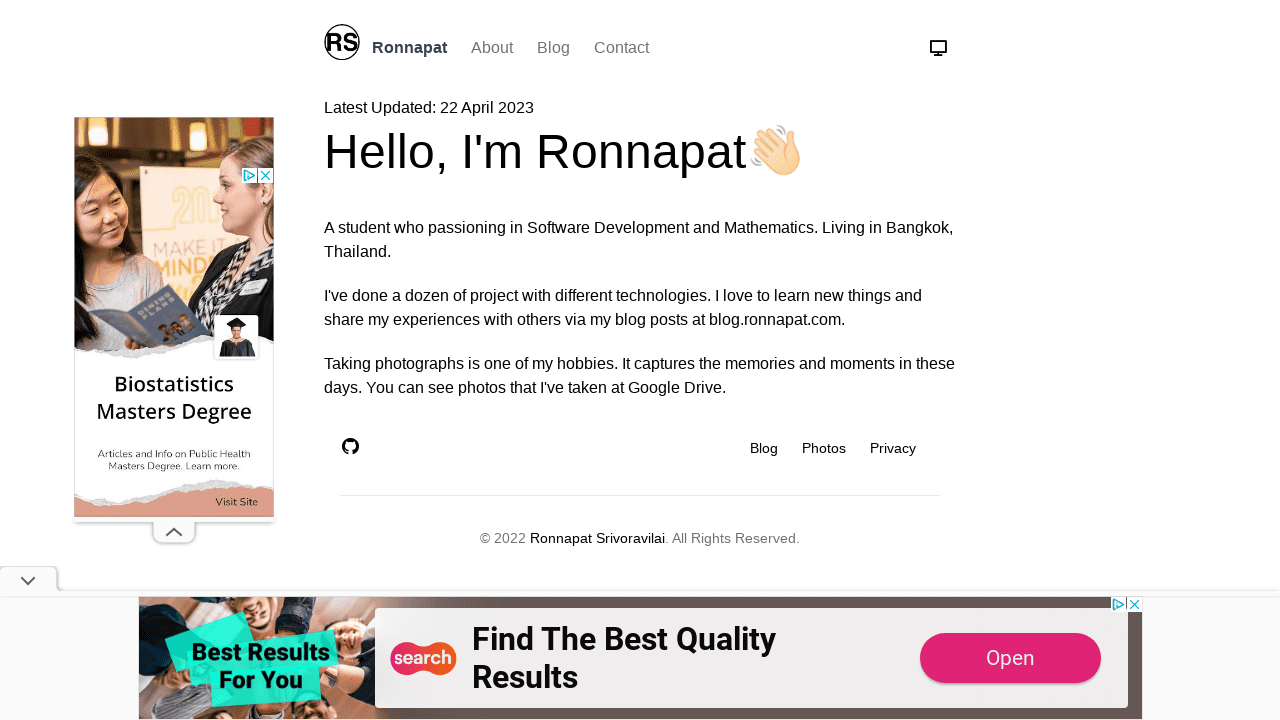 RS
Ronnapat
About
Blog
Contact
Latest Updated: 22 April 2023
Hello, I'm Ronnapat👋🏻
A student who passioning in Software Development and Mathematics. Living in Bangkok,
Thailand.
I've done a dozen of project with different technologies. I love to learn new things and
share my experiences with others via my blog posts at blog.ronnapat.com.
Taking photographs is one of my hobbies. It captures the memories and moments in these
days. You can see photos that I've taken at Google Drive.
Blog
Photos
Privacy
© 2022 Ronnapat Srivoravilai. All Rights Reserved.
MAKE IT A
DINING PLANS
Biostatistics
Masters Degree
Articles and Info on Public Health
Masters Degree. Learn more.
Visit Site
Best Results
For You
search
Find The Best Quality
Results
Open